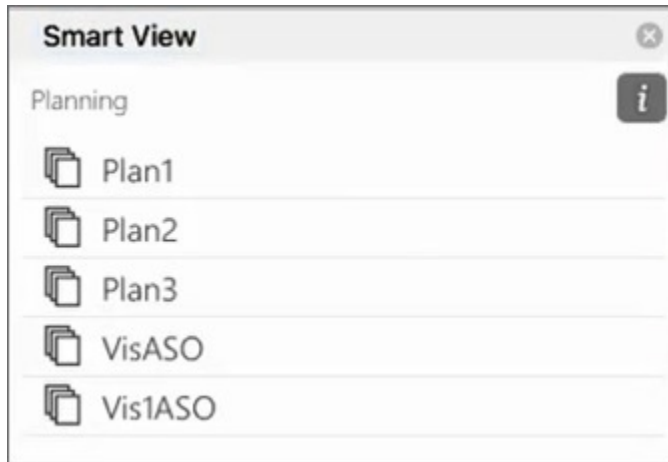 Smart View
Planning
i
Plan1
Plan2
Plan3
VisASO
Vis1ASO